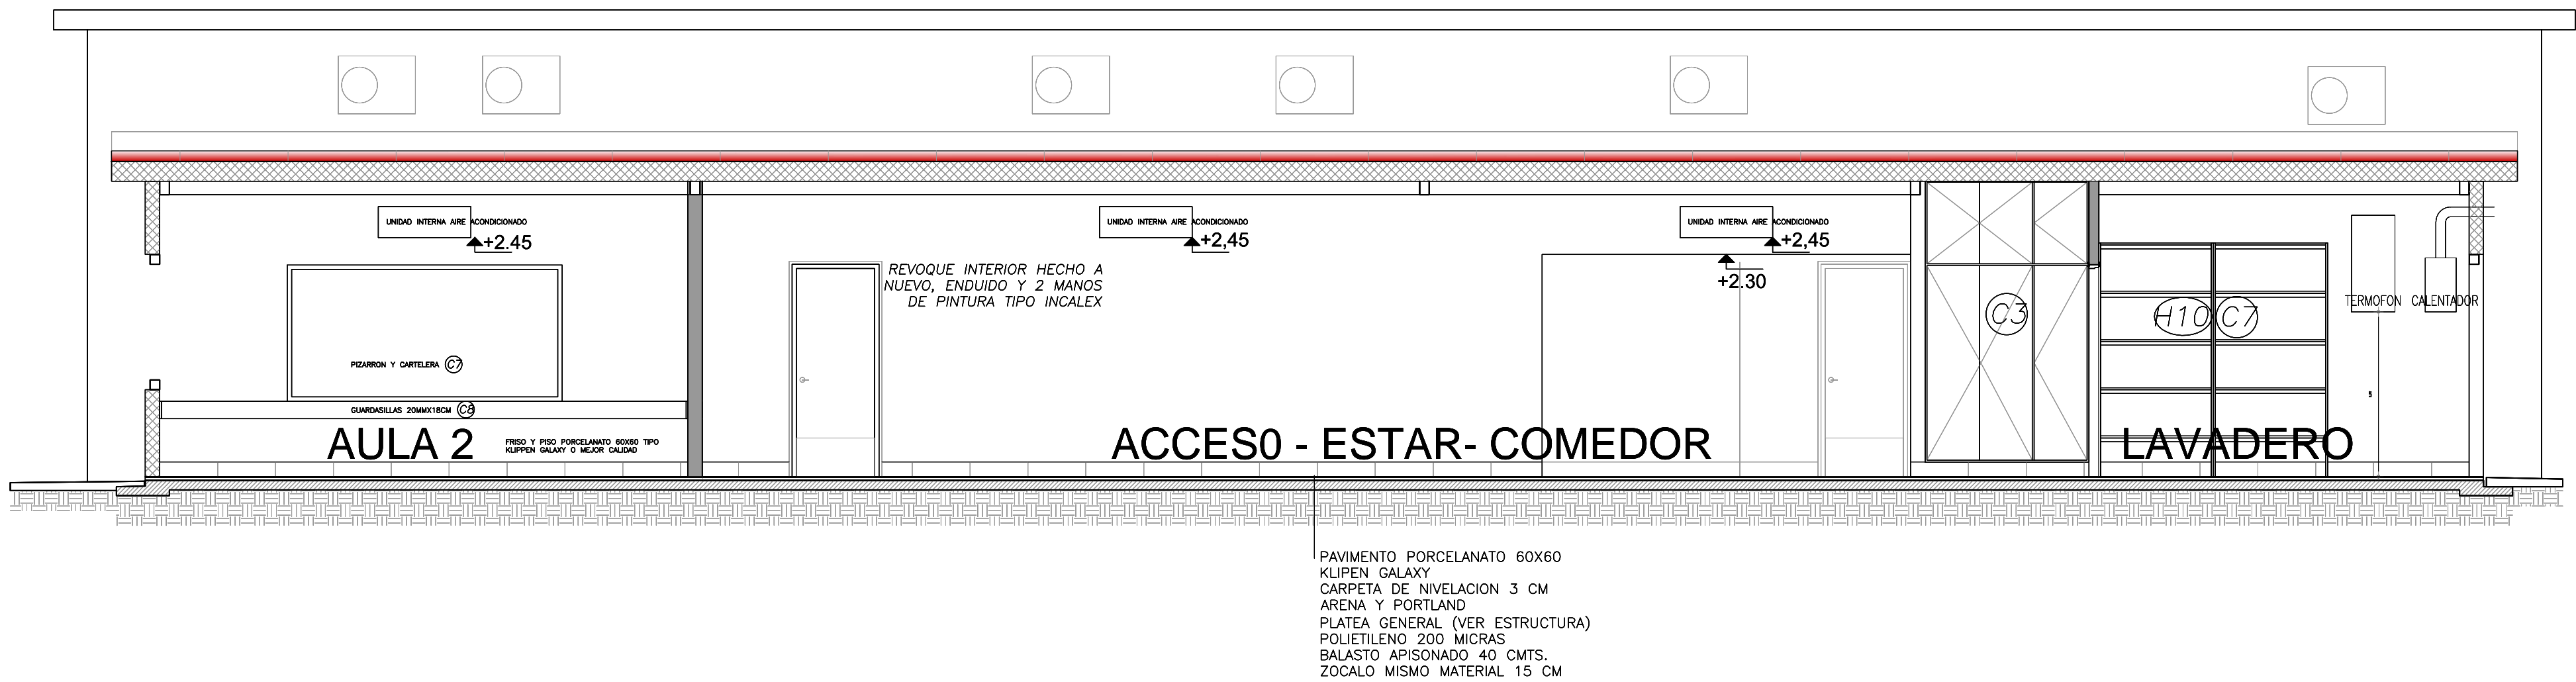 UNIDAD INTERNA AIRE ACONDICIONADO
+2.45
UNIDAD INTERNA AIRE ACONDICIONADO
+2,45
UNIDAD INTERNA AIRE ACONDICIONADO
+2,45
REVOQUE INTERIOR HECHO A
NUEVO, ENDUIDO Y 2 MANOS
DE PINTURA TIPO INCALEX
+2.30
C3
H10
C7
TERMOFON
CALENTADOR
PIZARRON Y CARTELERA C7
GUARDASILLAS 20MMX18CM C8
AULA 2
FRISO Y PISO PORCELANATO 60X60 TIPO
KLIPPEN GALAXY O MEJOR CALIDAD
ACCES0 - ESTAR- COMEDOR
LAVADERO
PAVIMENTO PORCELANATO 60X60
KLIPEN GALAXY
CARPETA DE NIVELACION 3 CM
ARENA Y PORTLAND
PLATEA GENERAL (VER ESTRUCTURA)
POLIETILENO 200 MICRAS
BALASTO APISONADO 40 CMTS.
ZOCALO MISMO MATERIAL 15 CM